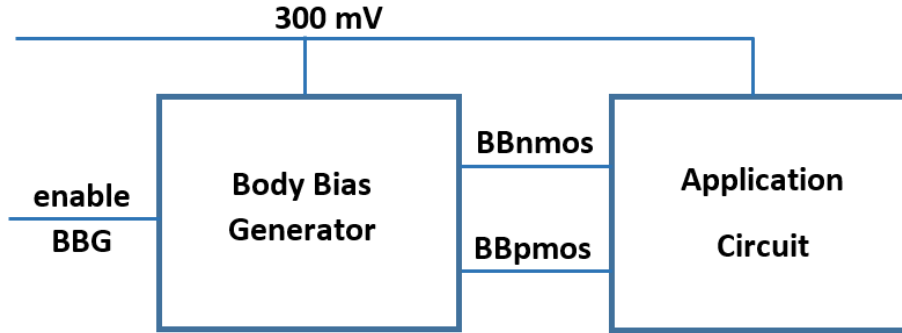 300 mV
enable
BBG
Body Bias
Generator
BBnmos
BBpmos
Application
Circuit